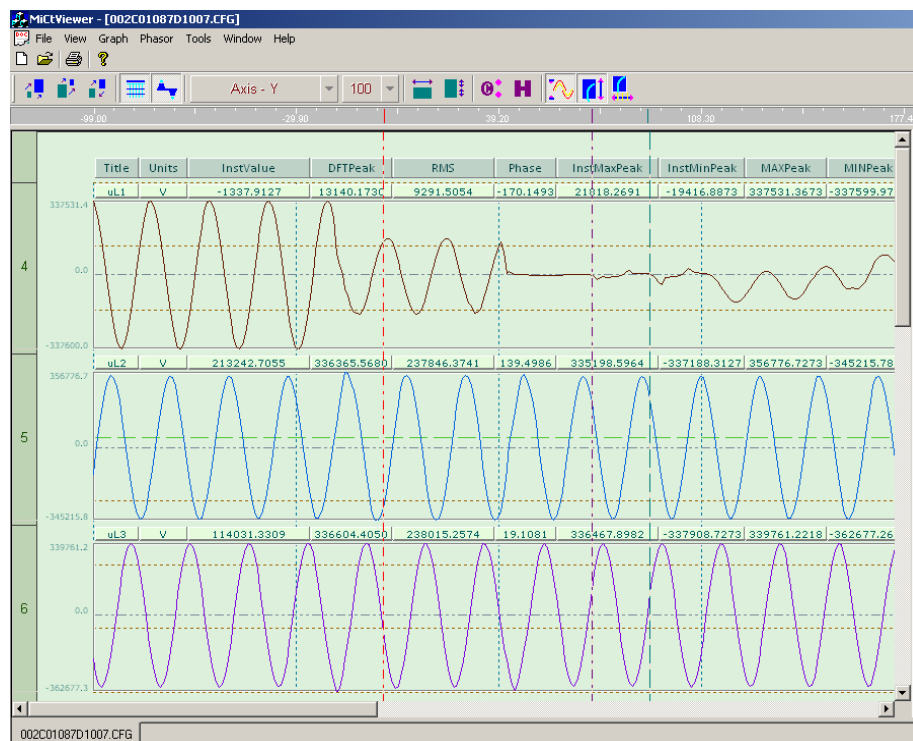 MiCtViewer - [002C01087D1007.CFG]
File View Graph Phasor Tools Window Help
Axis - Y 100
-99.00 -29.90 39.20 108.30 177.4
Title Units InstValue DFTPeak RMS Phase InstMaxPeak InstMinPeak MAXPeak MINPeak
uL1 V -1337.9127 13140.1730 9291.5054 -170.1493 21818.2691 -19416.8873 337531.3673 -337599.97
337531.4
4
0.0
-337600.0
uL2 V 213242.7055 336365.5680 237846.3741 139.4986 335198.5964 -337188.3127 356776.7273 -345215.78
356776.7
5
0.0
-345215.8
uL3 V 114031.3309 336604.4050 238015.2574 19.1081 336467.8982 -337908.7273 339761.2218 -362677.26
339761.2
6
0.0
-362677.3
002C01087D1007.CFG